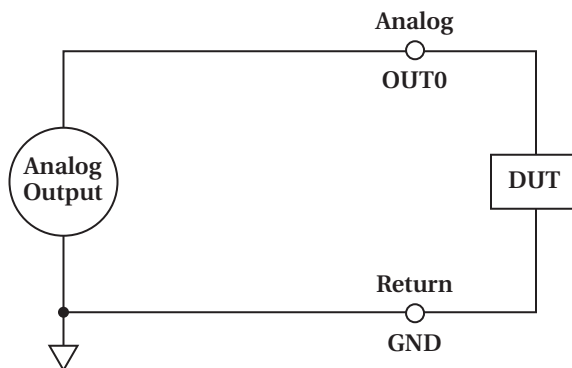 Analog
OUT0
Analog
Output
DUT
Return
GND